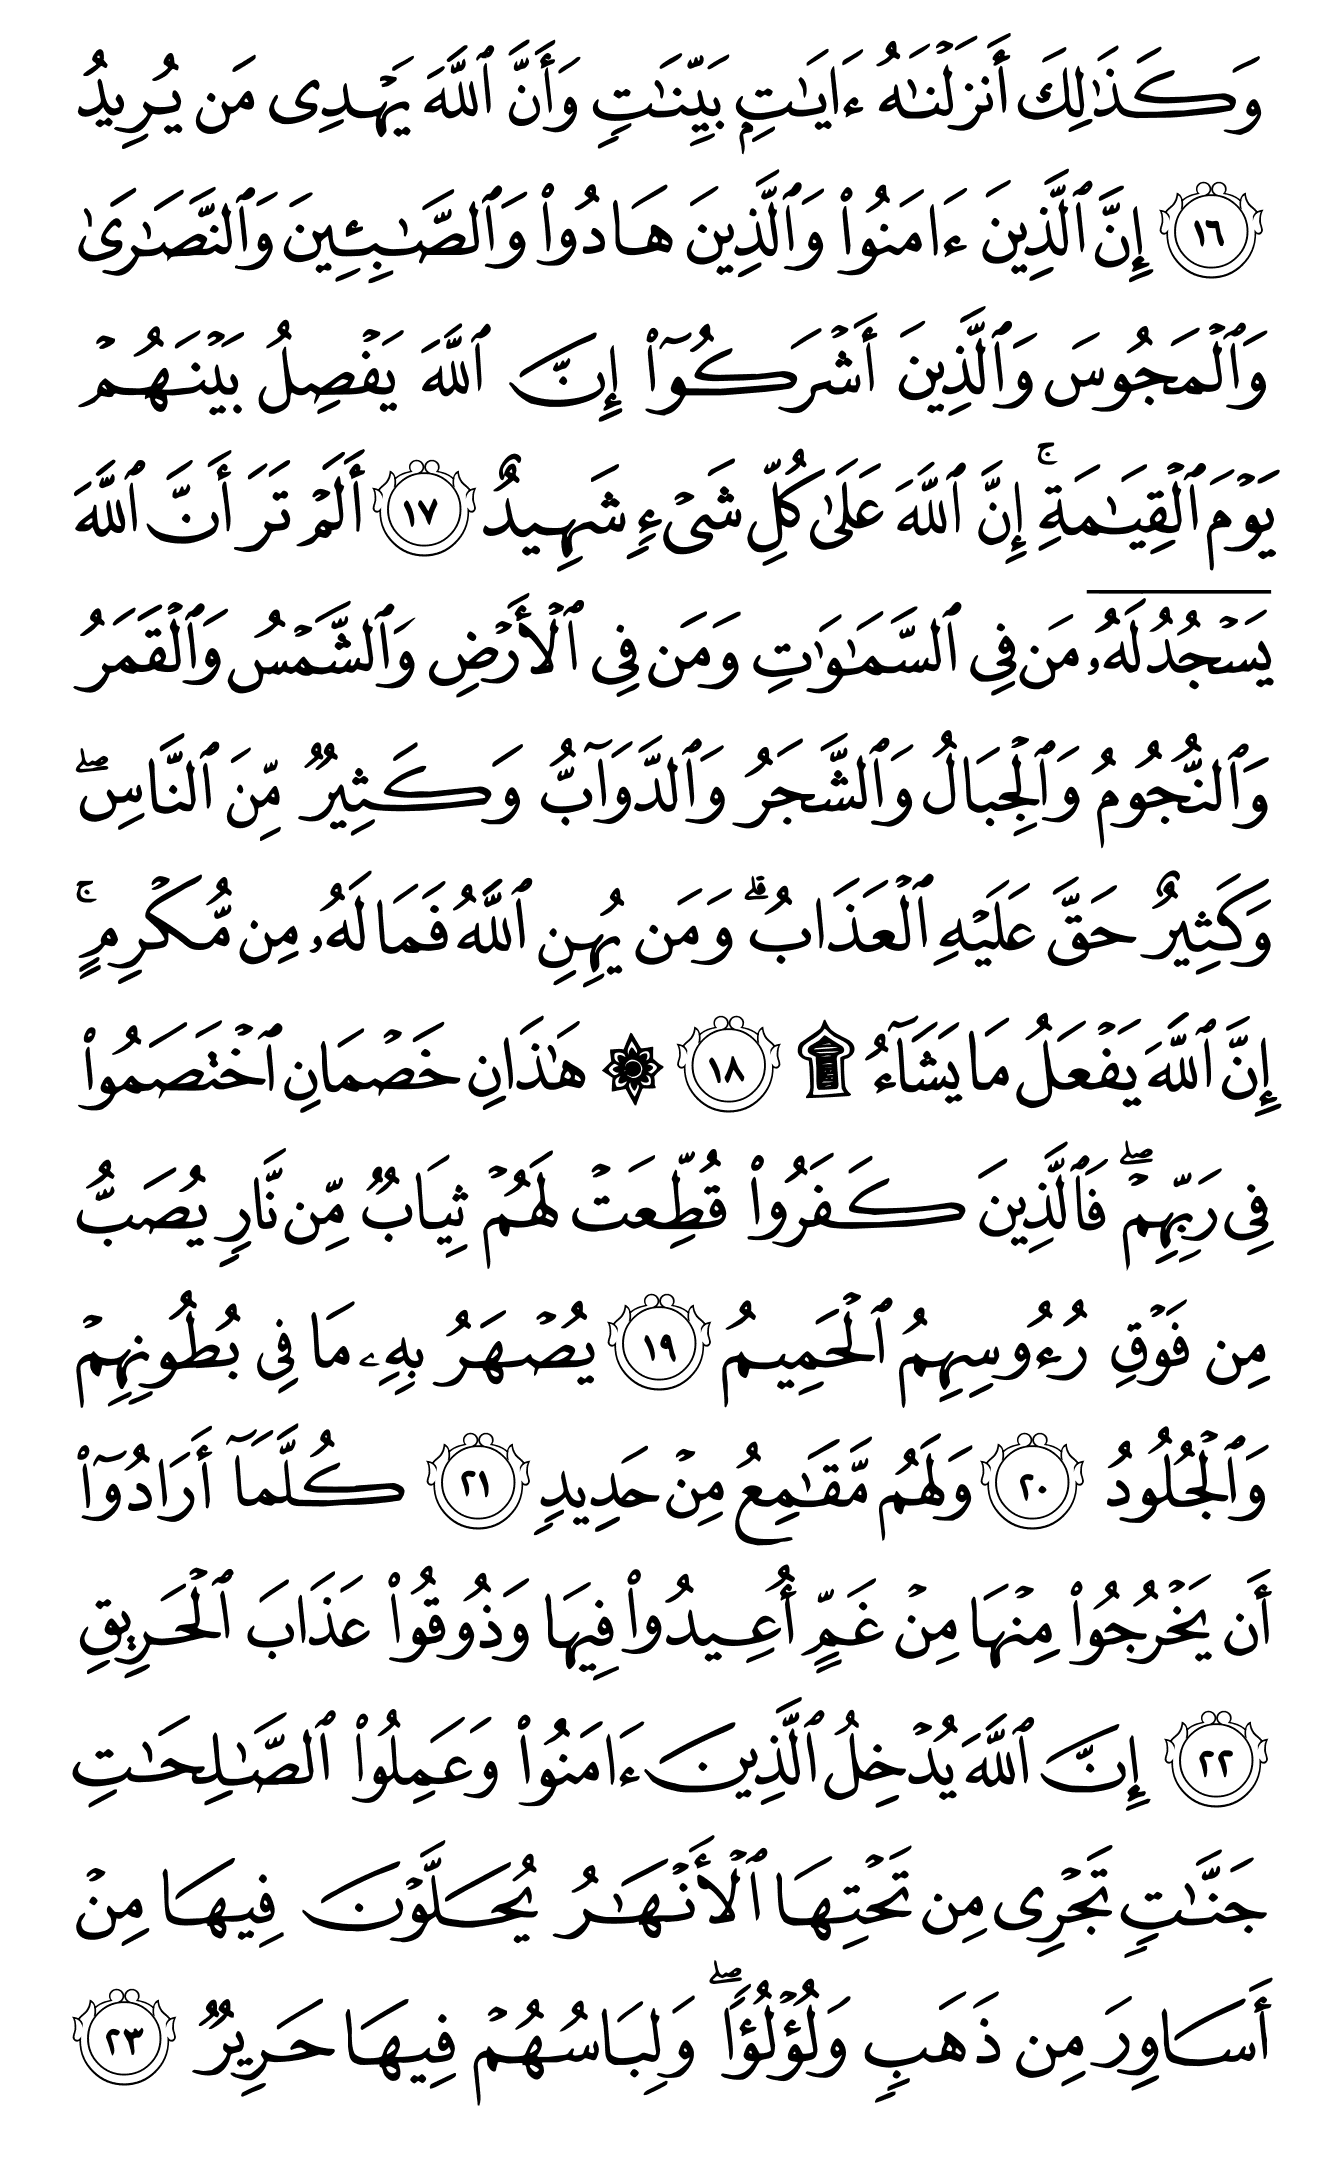 وَكَذَٰلِكَ أَنزَلْنَٰهُ ءَايَٰتٍۭ بَيِّنَٰتٍ وَأَنَّ ٱللَّهَ يَهْدِى مَن يُرِيدُ
١٦ إِنَّ ٱلَّذِينَ ءَامَنُوا۟ وَٱلَّذِينَ هَادُوا۟ وَٱلصَّٰبِـِٔينَ وَٱلنَّصَٰرَىٰ
وَٱلْمَجُوسَ وَٱلَّذِينَ أَشْرَكُوٓا۟ إِنَّ ٱللَّهَ يَفْصِلُ بَيْنَهُمْ
يَوْمَ ٱلْقِيَٰمَةِ ۚ إِنَّ ٱللَّهَ عَلَىٰ كُلِّ شَىْءٍ شَهِيدٌ ١٧ أَلَمْ تَرَ أَنَّ ٱللَّهَ
يَسْجُدُ لَهُۥ مَن فِى ٱلسَّمَٰوَٰتِ وَمَن فِى ٱلْأَرْضِ وَٱلشَّمْسُ وَٱلْقَمَرُ
وَٱلنُّجُومُ وَٱلْجِبَالُ وَٱلشَّجَرُ وَٱلدَّوَآبُّ وَكَثِيرٌ مِّنَ ٱلنَّاسِ ۖ
وَكَثِيرٌ حَقَّ عَلَيْهِ ٱلْعَذَابُ ۗ وَمَن يُهِنِ ٱللَّهُ فَمَا لَهُۥ مِن مُّكْرِمٍ ۚ
إِنَّ ٱللَّهَ يَفْعَلُ مَا يَشَآءُ ۩ ١٨ ۞ هَٰذَانِ خَصْمَانِ ٱخْتَصَمُوا۟
فِى رَبِّهِمْ ۖ فَٱلَّذِينَ كَفَرُوا۟ قُطِّعَتْ لَهُمْ ثِيَابٌ مِّن نَّارٍ يُصَبُّ
مِن فَوْقِ رُءُوسِهِمُ ٱلْحَمِيمُ ١٩ يُصْهَرُ بِهِۦ مَا فِى بُطُونِهِمْ
وَٱلْجُلُودُ ٢٠ وَلَهُم مَّقَٰمِعُ مِنْ حَدِيدٍ ٢١ كُلَّمَآ أَرَادُوٓا۟
أَن يَخْرُجُوا۟ مِنْهَا مِنْ غَمٍّ أُعِيدُوا۟ فِيهَا وَذُوقُوا۟ عَذَابَ ٱلْحَرِيقِ
٢٢ إِنَّ ٱللَّهَ يُدْخِلُ ٱلَّذِينَ ءَامَنُوا۟ وَعَمِلُوا۟ ٱلصَّٰلِحَٰتِ
جَنَّٰتٍ تَجْرِى مِن تَحْتِهَا ٱلْأَنْهَٰرُ يُحَلَّوْنَ فِيهَا مِنْ
أَسَاوِرَ مِن ذَهَبٍ وَلُؤْلُؤًا ۖ وَلِبَاسُهُمْ فِيهَا حَرِيرٌ ٢٣